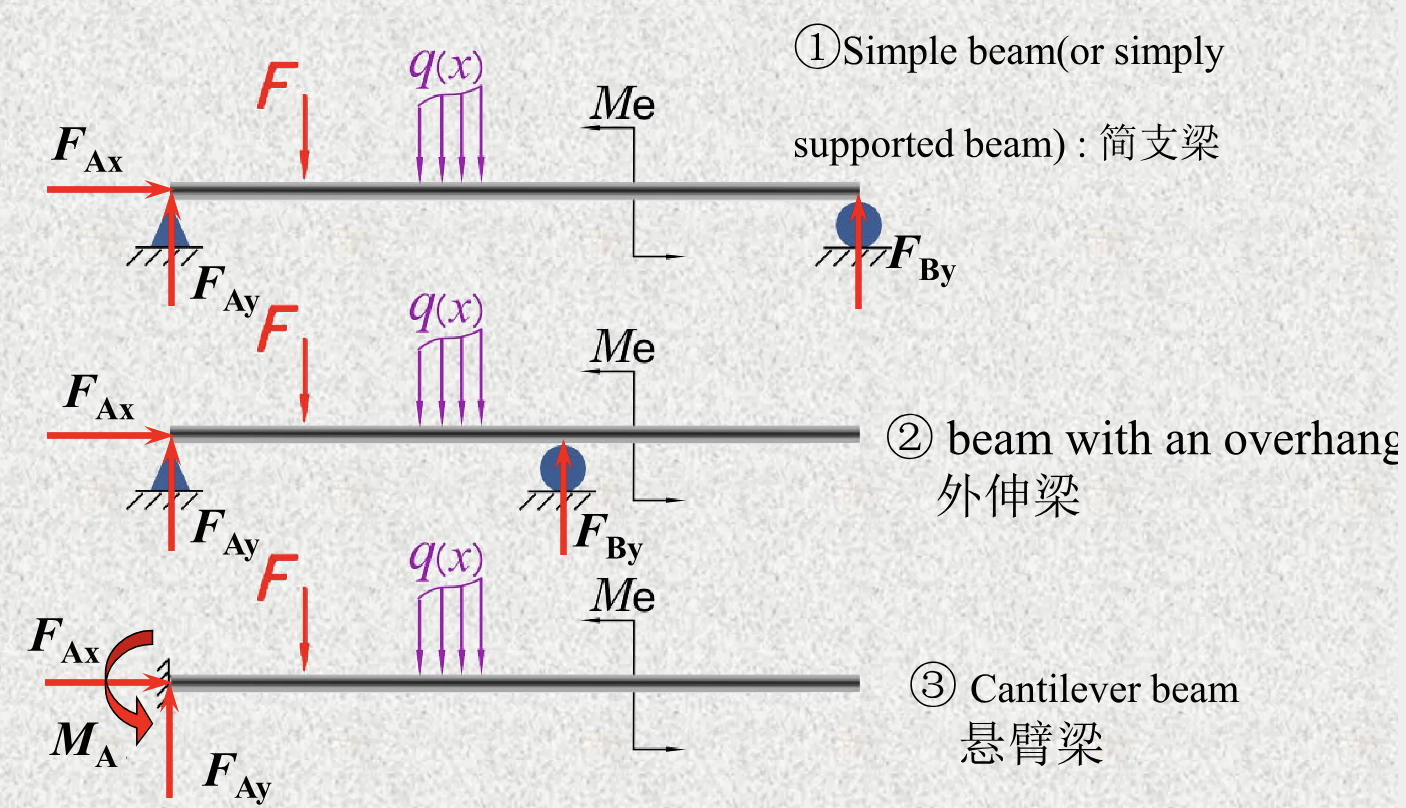 ①Simple beam(or simply
supported beam) : 简支梁
F
q(x)
Me
F_Ax
F_Ay
F_By
F
q(x)
Me
F_Ax
② beam with an overhang
外伸梁
F_Ay
F_By
F
q(x)
Me
F_Ax
③ Cantilever beam
悬臂梁
M_A
F_Ay